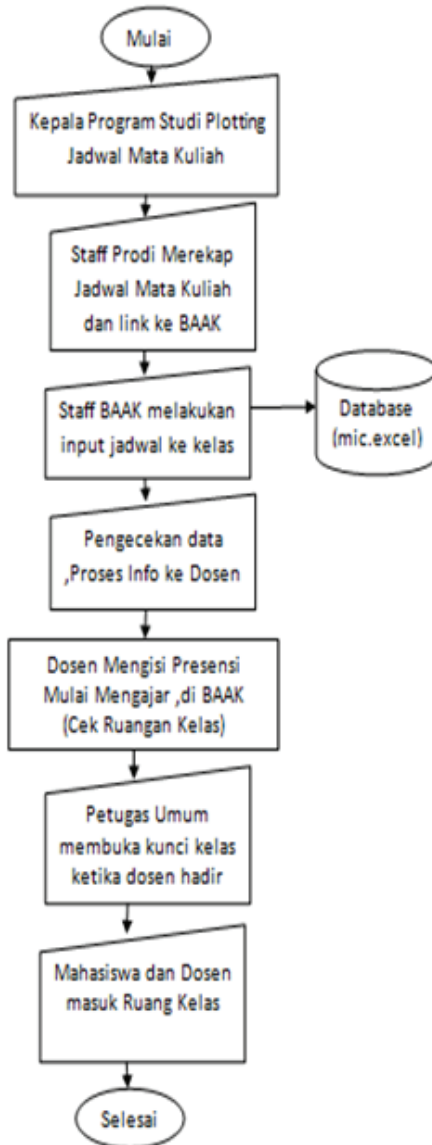 Mulai
Kepala Program Studi Plotting
Jadwal Mata Kuliah
Staff Prodi Merekap
Jadwal Mata Kuliah
dan link ke BAAK
Staff BAAK melakukan
input jadwal ke kelas
Database
(mic.excel)
Pengecekan data
,Proses Info ke Dosen
Dosen Mengisi Presensi
Mulai Mengajar ,di BAAK
(Cek Ruangan Kelas)
Petugas Umum
membuka kunci kelas
ketika dosen hadir
Mahasiswa dan Dosen
masuk Ruang Kelas
Selesai